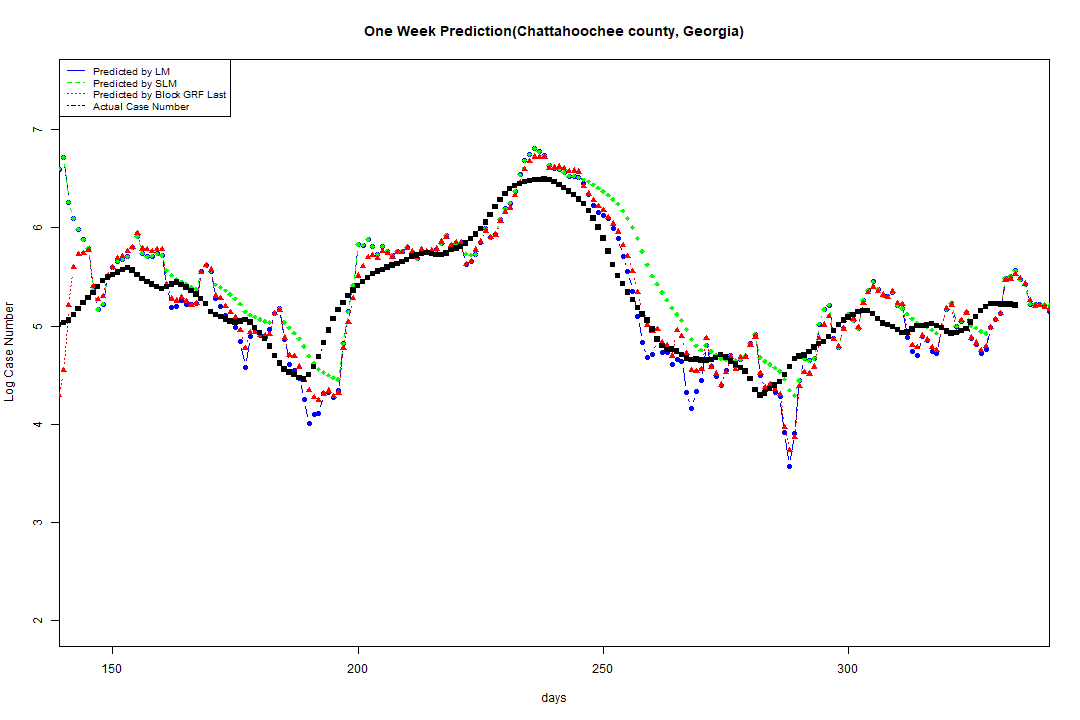 One Week Prediction(Chattahoochee county, Georgia)
Predicted by LM
Predicted by SLM
Predicted by Block GRF Last
Actual Case Number
7
6
5
4
3
2
Log Case Number
150 200 250 300
days